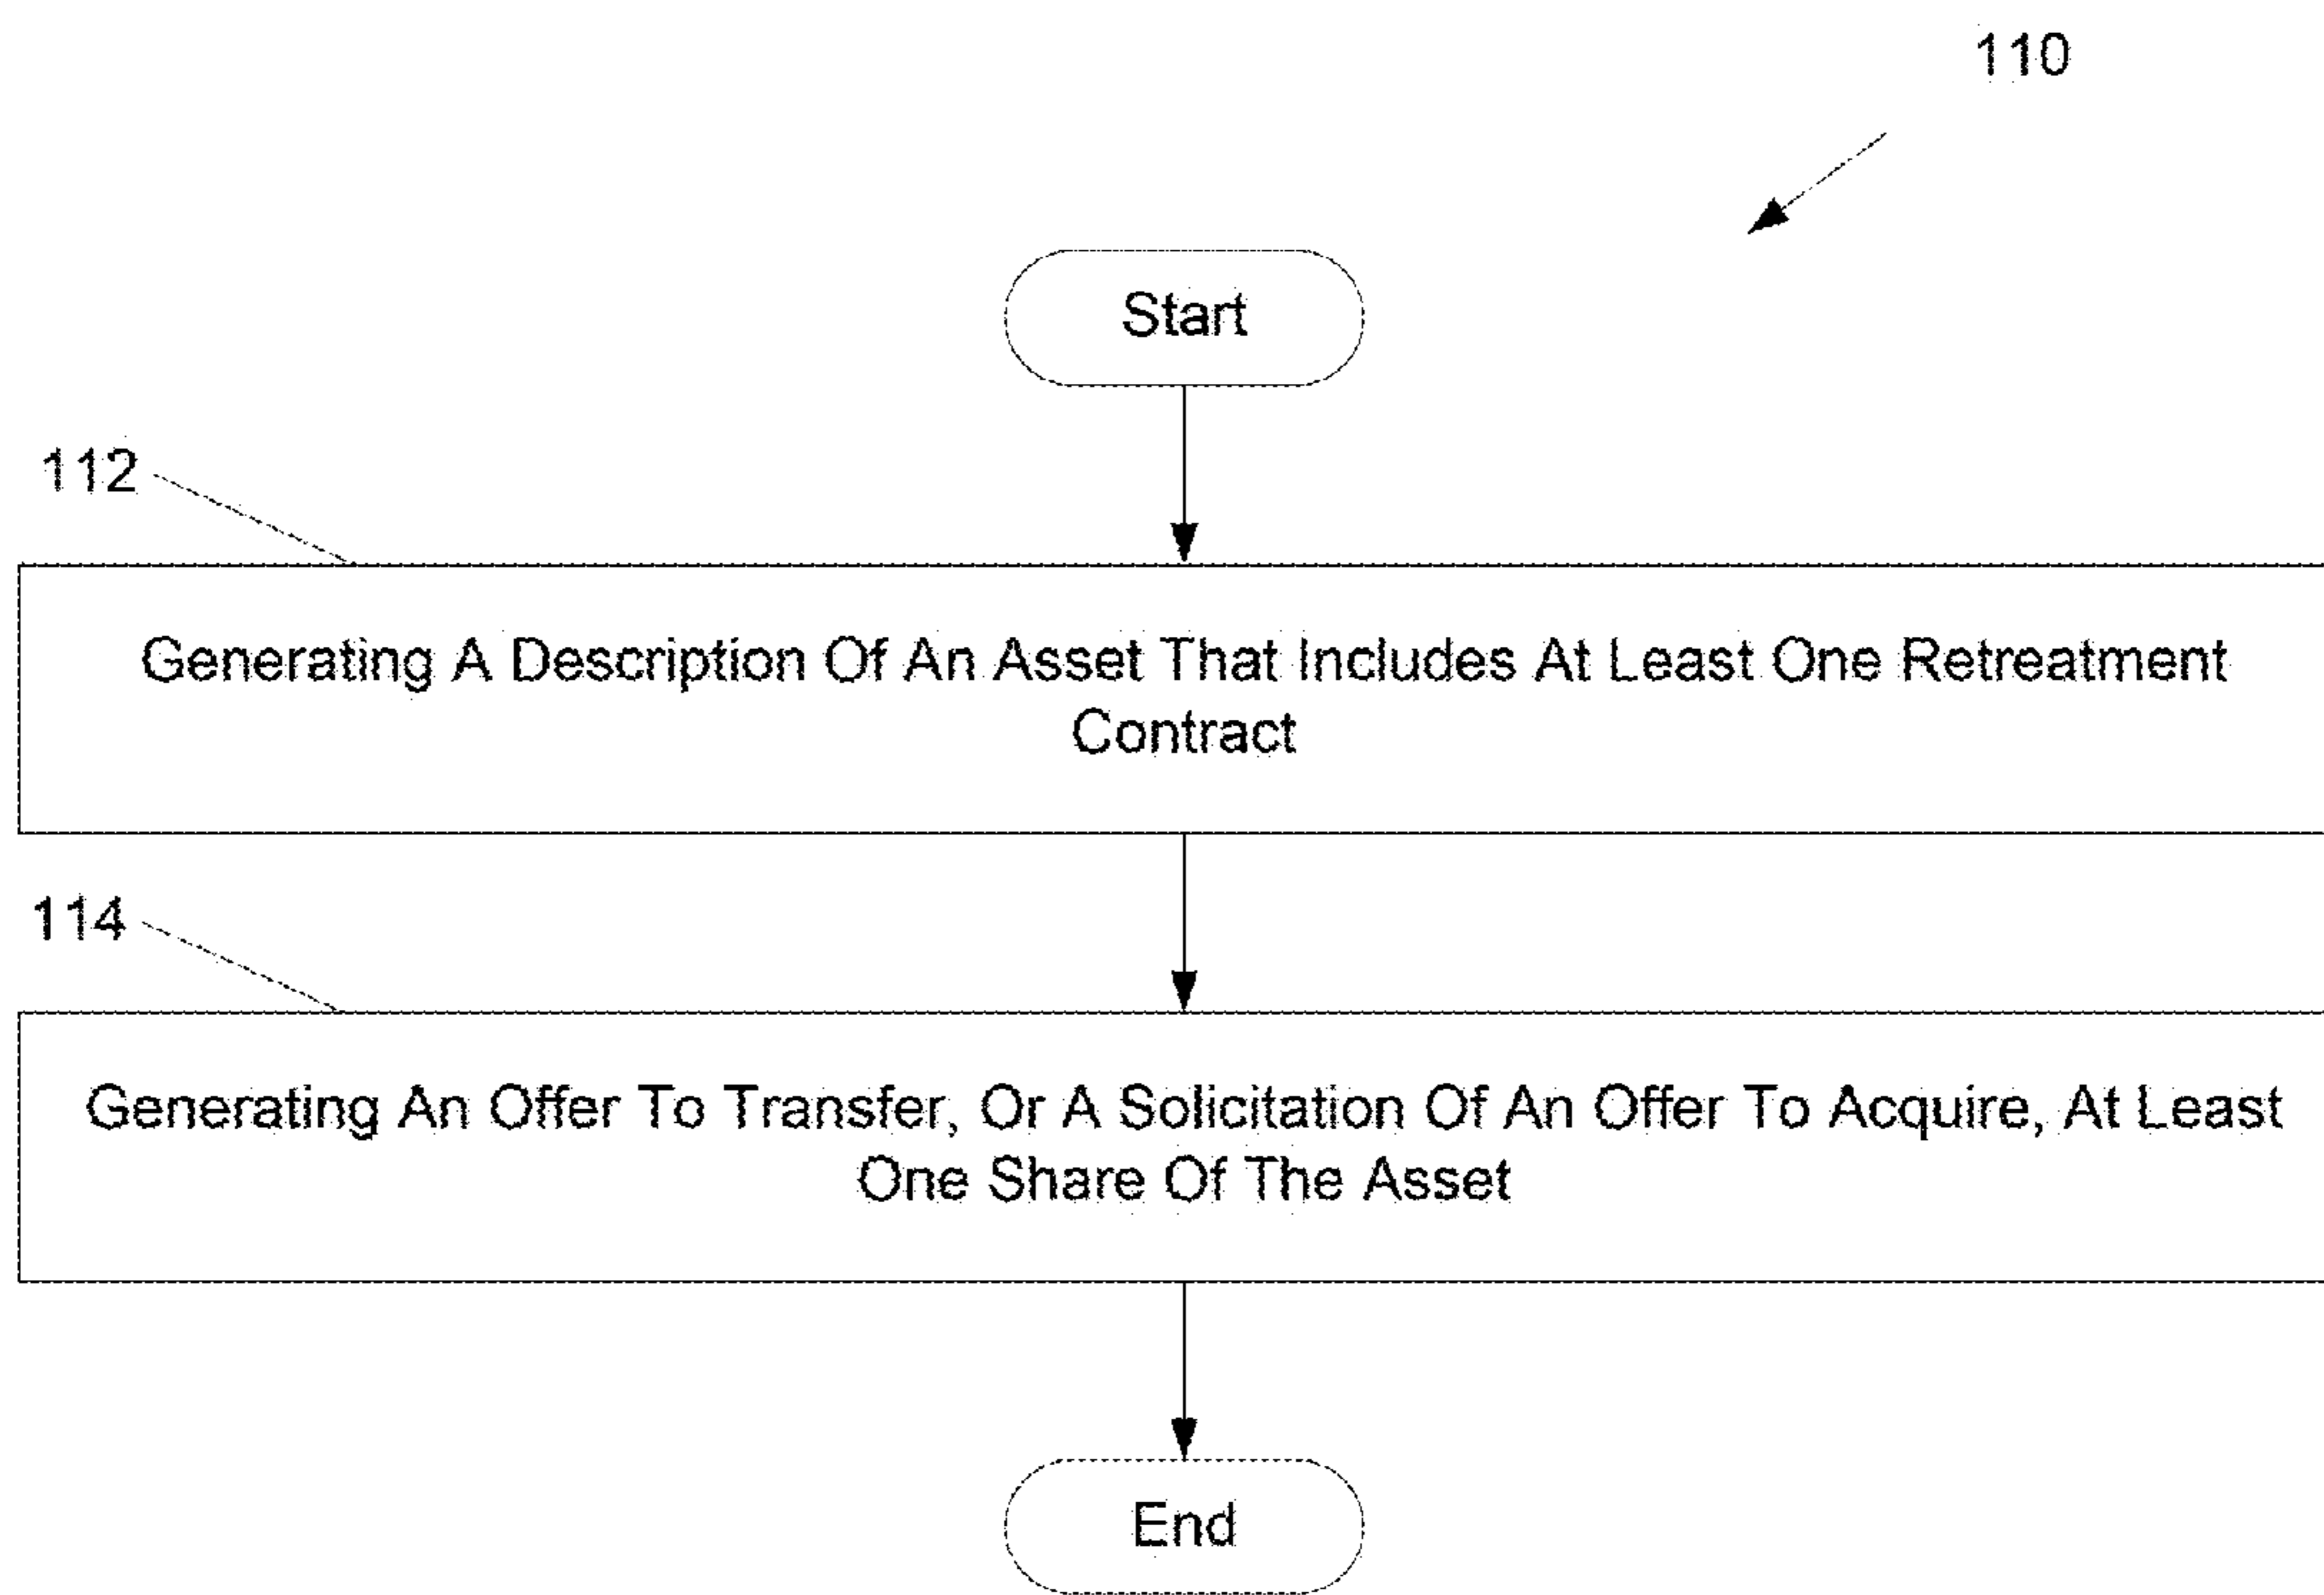 110
Start
112
Generating A Description Of An Asset That Includes At Least One Retreatment
Contract
114
Generating An Offer To Transfer, Or A Solicitation Of An Offer To Acquire, At Least
One Share Of The Asset
End